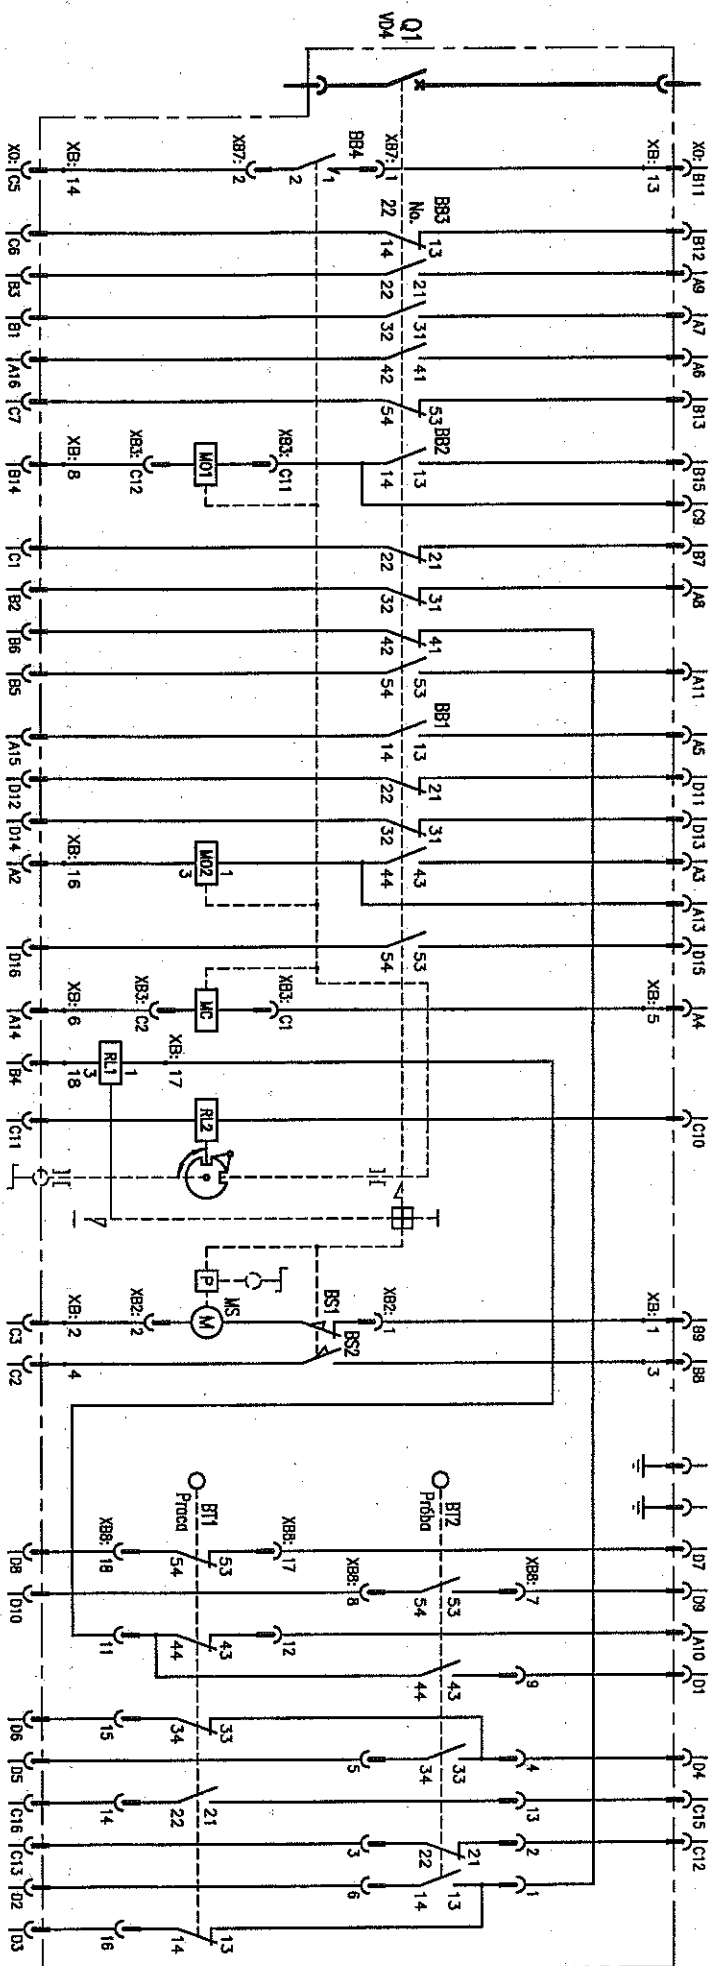 Q1
VD4
X0: B11
B12
A9
A7
A6
B13
B15
C9
B7
A8
A11
A5
D11
D13
A3
A13
D15
A4
C10
B9
B8
D7
D9
A10
D1
D4
C15
C12
XB: 13
XB: 5
XB: 1
3
XB7: 1
BB4
1
2
XB7: 2
XB: 14
BB3
No.
22
13
14
21
22
31
32
41
42
53
54
BB2
13
14
XB3: C11
M01
XB3: C12
XB: 8
21
22
31
32
41
42
53
54
BB1
13
14
21
22
31
32
43
44
1
M02
3
XB: 16
53
54
XB3: C1
MC
XB3: C2
XB: 6
XB: 17
1
RL1
3
18
RL2
P
MS
M
XB2: 1
BS1
BS2
XB2: 2
XB: 2
4
BT2
Próba
BT1
Praca
XB8: 17
53
54
XB8: 18
XB8: 7
53
54
XB8: 8
12
43
44
11
9
43
44
33
34
15
4
33
34
5
13
21
22
14
2
21
22
3
1
13
14
6
13
14
16
X0: C5
C6
B3
B1
A16
C7
B14
C1
B2
B6
B5
A15
D12
D14
A2
D16
A14
B4
C11
C3
C2
D8
D10
D6
D5
C16
C13
D2
D3